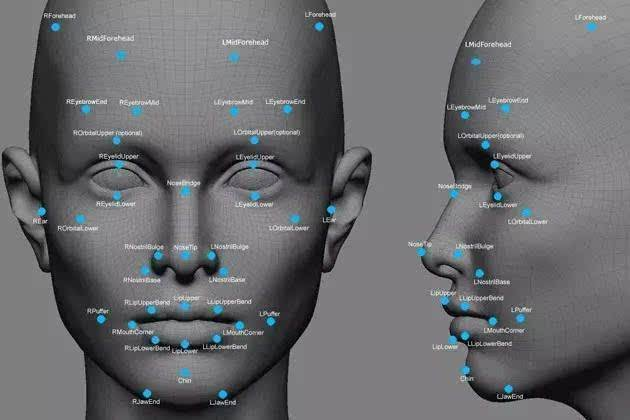 RForehead
LForehead
RMidForehead
LMidForehead
REyebrowEnd
REyebrowMid
LEyebrowMid
LEyebrowEnd
ROrbitalUpper (optional)
LOrbitalUpper(optional)
REyelidUpper
LEyelidUpper
NoseBridge
REyelidLower
LEyelidLower
REar
LEar
ROrbitalLower
LOrbitalLower
RNostrilBulge
NoseTip
LNostrilBulge
RNostrilBase
LNostrilBase
RLipUpperBend
LipUpper
LLipUpperBend
RPuffer
LPuffer
RMouthCorner
LMouthCorner
RLipLowerBend
LipLower
LLipLowerBend
Chin
RJawEnd
LJawEnd
LForehead
LMidForehead
LEyebrowMid
LEyebrowEnd
LOrbitalUpper(optional)
LEyelidUpper
NoseBridge
LEyelidLower
LOrbitalLower
NoseTip
LNostrilBulge
LNostrilBase
LipUpper
LLipUpperBend
LPuffer
LMouthCorner
LipLower
LLipLowerBend
Chin
LJawEnd